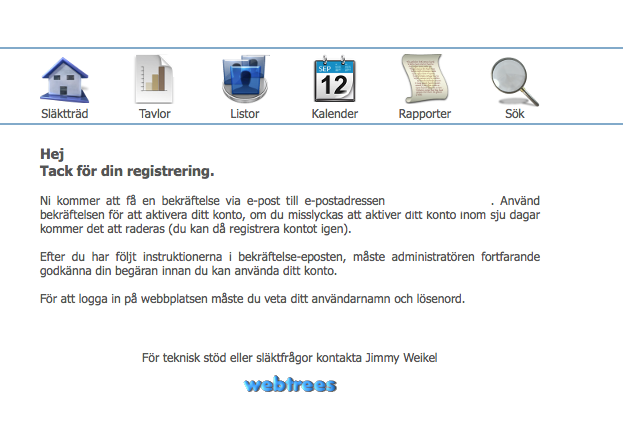 SEP
12
Släktträd Tavlor Listor Kalender Rapporter Sök
Hej
Tack för din registrering.
Ni kommer att få en bekräftelse via e-post till e-postadressen . Använd
bekräftelsen för att aktivera ditt konto, om du misslyckas att aktiver ditt konto inom sju dagar
kommer det att raderas (du kan då registrera kontot igen).
Efter du har följt instruktionerna i bekräftelse-eposten, måste administratören fortfarande
godkänna din begäran innan du kan använda ditt konto.
För att logga in på webbplatsen måste du veta ditt användarnamn och lösenord.
För teknisk stöd eller släktfrågor kontakta Jimmy Weikel
webtrees